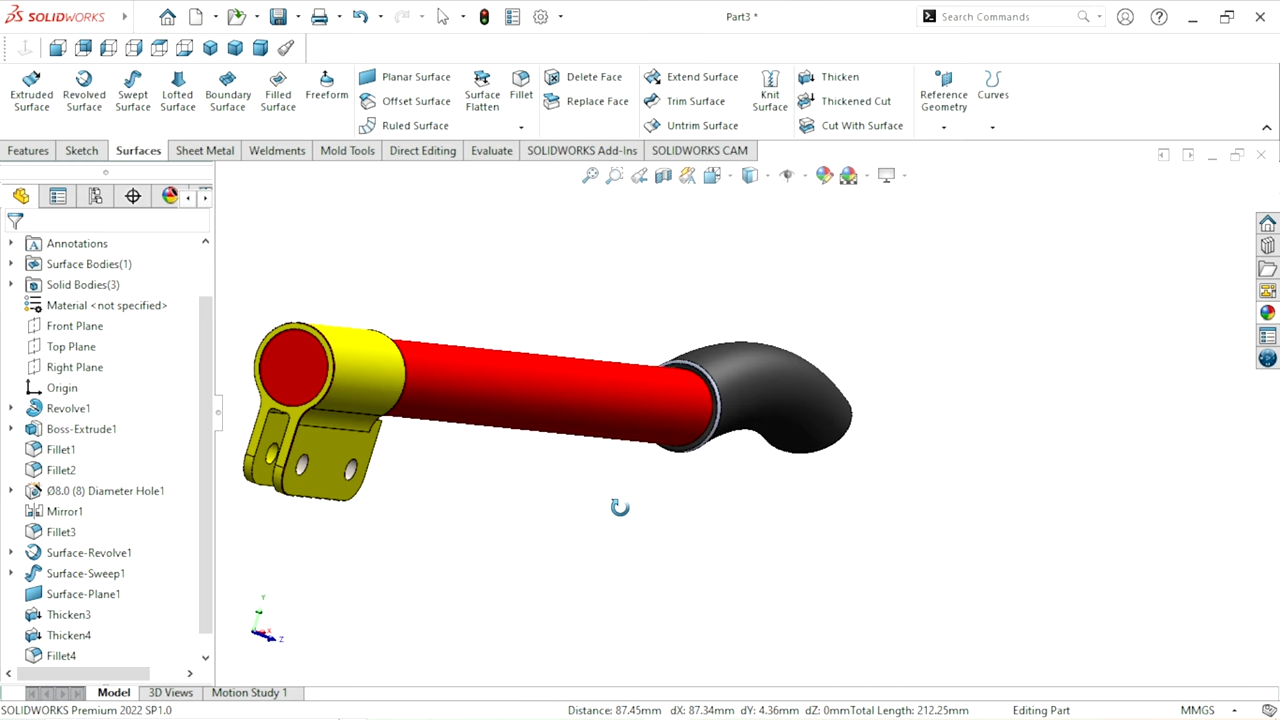 SOLIDWORKS
Part3 *
Search Commands
Extruded Surface
Revolved Surface
Swept Surface
Lofted Surface
Boundary Surface
Filled Surface
Freeform
Planar Surface
Offset Surface
Ruled Surface
Surface Flatten
Fillet
Delete Face
Replace Face
Extend Surface
Trim Surface
Untrim Surface
Knit Surface
Thicken
Thickened Cut
Cut With Surface
Reference Geometry
Curves
Features
Sketch
Surfaces
Sheet Metal
Weldments
Mold Tools
Direct Editing
Evaluate
SOLIDWORKS Add-Ins
SOLIDWORKS CAM
Annotations
Surface Bodies(1)
Solid Bodies(3)
Material <not specified>
Front Plane
Top Plane
Right Plane
Origin
Revolve1
Boss-Extrude1
Fillet1
Fillet2
Ø8.0 (8) Diameter Hole1
Mirror1
Fillet3
Surface-Revolve1
Surface-Sweep1
Surface-Plane1
Thicken3
Thicken4
Fillet4
Y
X
Z
Model
3D Views
Motion Study 1
SOLIDWORKS Premium 2022 SP1.0
Distance: 87.45mm dX: 87.34mm dY: 4.36mm dZ: 0mmTotal Length: 212.25mm
Editing Part
MMGS